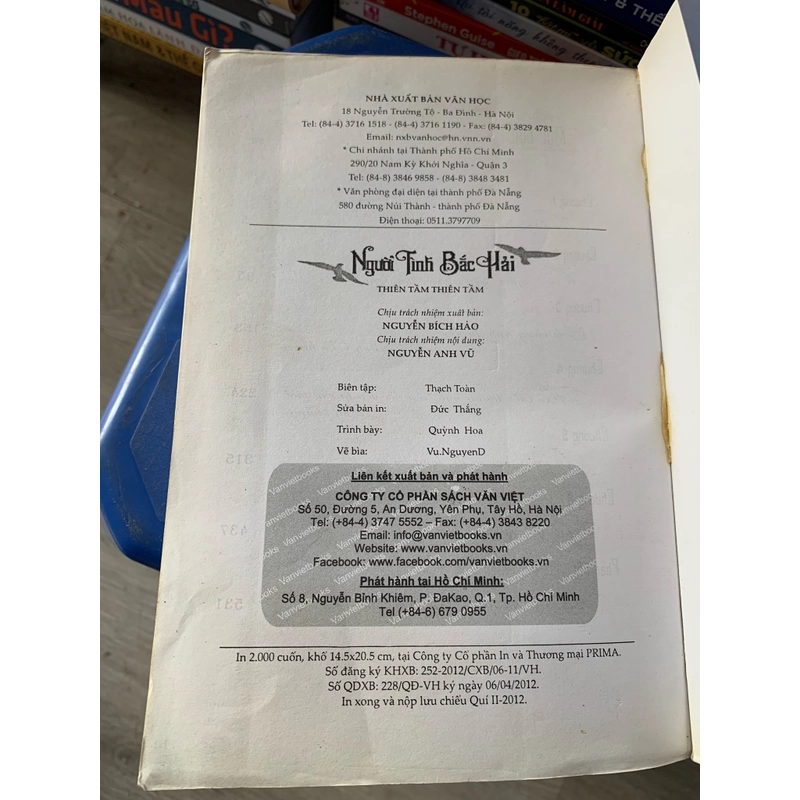 Màu Gì?
Stephen Guise
10
NHÀ XUẤT BẢN VĂN HỌC
18 Nguyễn Trường Tộ - Ba Đình - Hà Nội
Tel: (84-4) 3716 1518 - (84-4) 3716 1190 - Fax: (84-4) 3829 4781
Email: nxbvanhoc@hn.vnn.vn
* Chi nhánh tại Thành phố Hồ Chí Minh
290/20 Nam Kỳ Khởi Nghĩa - Quận 3
Tel: (84-8) 3846 9858 - (84-8) 3848 3481
* Văn phòng đại diện tại thành phố Đà Nẵng
580 đường Núi Thành - thành phố Đà Nẵng
Điện thoại: 0511.3797709
Người Tình Bắc Hải
THIÊN TẦM THIÊN TẦM
Chịu trách nhiệm xuất bản:
NGUYỄN BÍCH HẢO
Chịu trách nhiệm nội dung:
NGUYỄN ANH VŨ
Biên tập: Thạch Toàn
Sửa bản in: Đức Thắng
Trình bày: Quỳnh Hoa
Vẽ bìa: Vu.NguyenD
Liên kết xuất bản và phát hành
CÔNG TY CỔ PHẦN SÁCH VĂN VIỆT
Số 50, Đường 5, An Dương, Yên Phụ, Tây Hồ, Hà Nội
Tel: (+84-4) 3747 5552 – Fax: (+84-4) 3843 8220
Email: info@vanvietbooks.vn
Website: www.vanvietbooks.vn
Facebook: www.facebook.com/vanvietbooks.vn
Phát hành tại Hồ Chí Minh:
Số 8, Nguyễn Bỉnh Khiêm, P. ĐaKao, Q.1, Tp. Hồ Chí Minh
Tel (+84-6) 679 0955
In 2.000 cuốn, khổ 14.5x20.5 cm, tại Công ty Cổ phần In và Thương mại PRIMA.
Số đăng ký KHXB: 252-2012/CXB/06-11/VH.
Số QDXB: 228/QĐ-VH ký ngày 06/04/2012.
In xong và nộp lưu chiểu Quí II-2012.